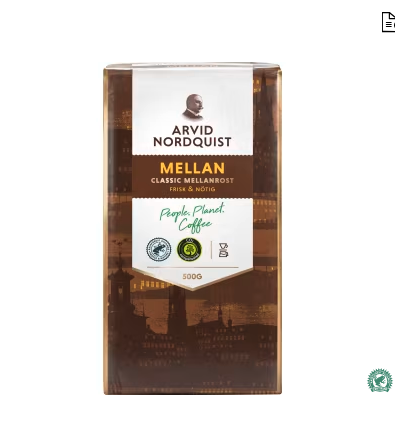 ARVID
NORDQUIST
MELLAN
CLASSIC MELLANROST
FRISK & NÖTIG
People. Planet.
Coffee
500G